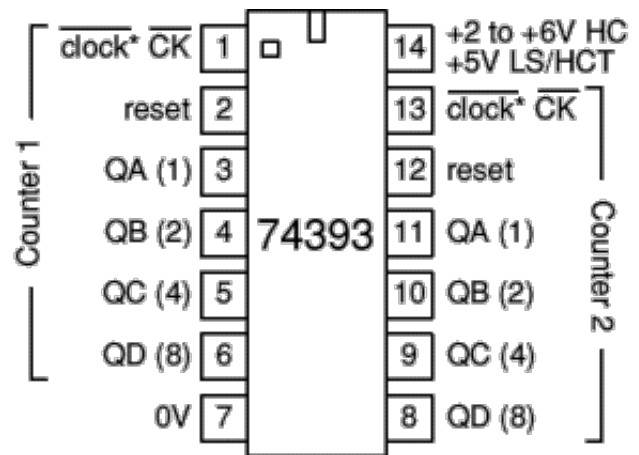 clock* CK 1 14 +2 to +6V HC
+5V LS/HCT
reset 2 13 clock* CK
QA (1) 3 12 reset
QB (2) 4 74393 11 QA (1)
QC (4) 5 10 QB (2)
QD (8) 6 9 QC (4)
0V 7 8 QD (8)
Counter 1
Counter 2